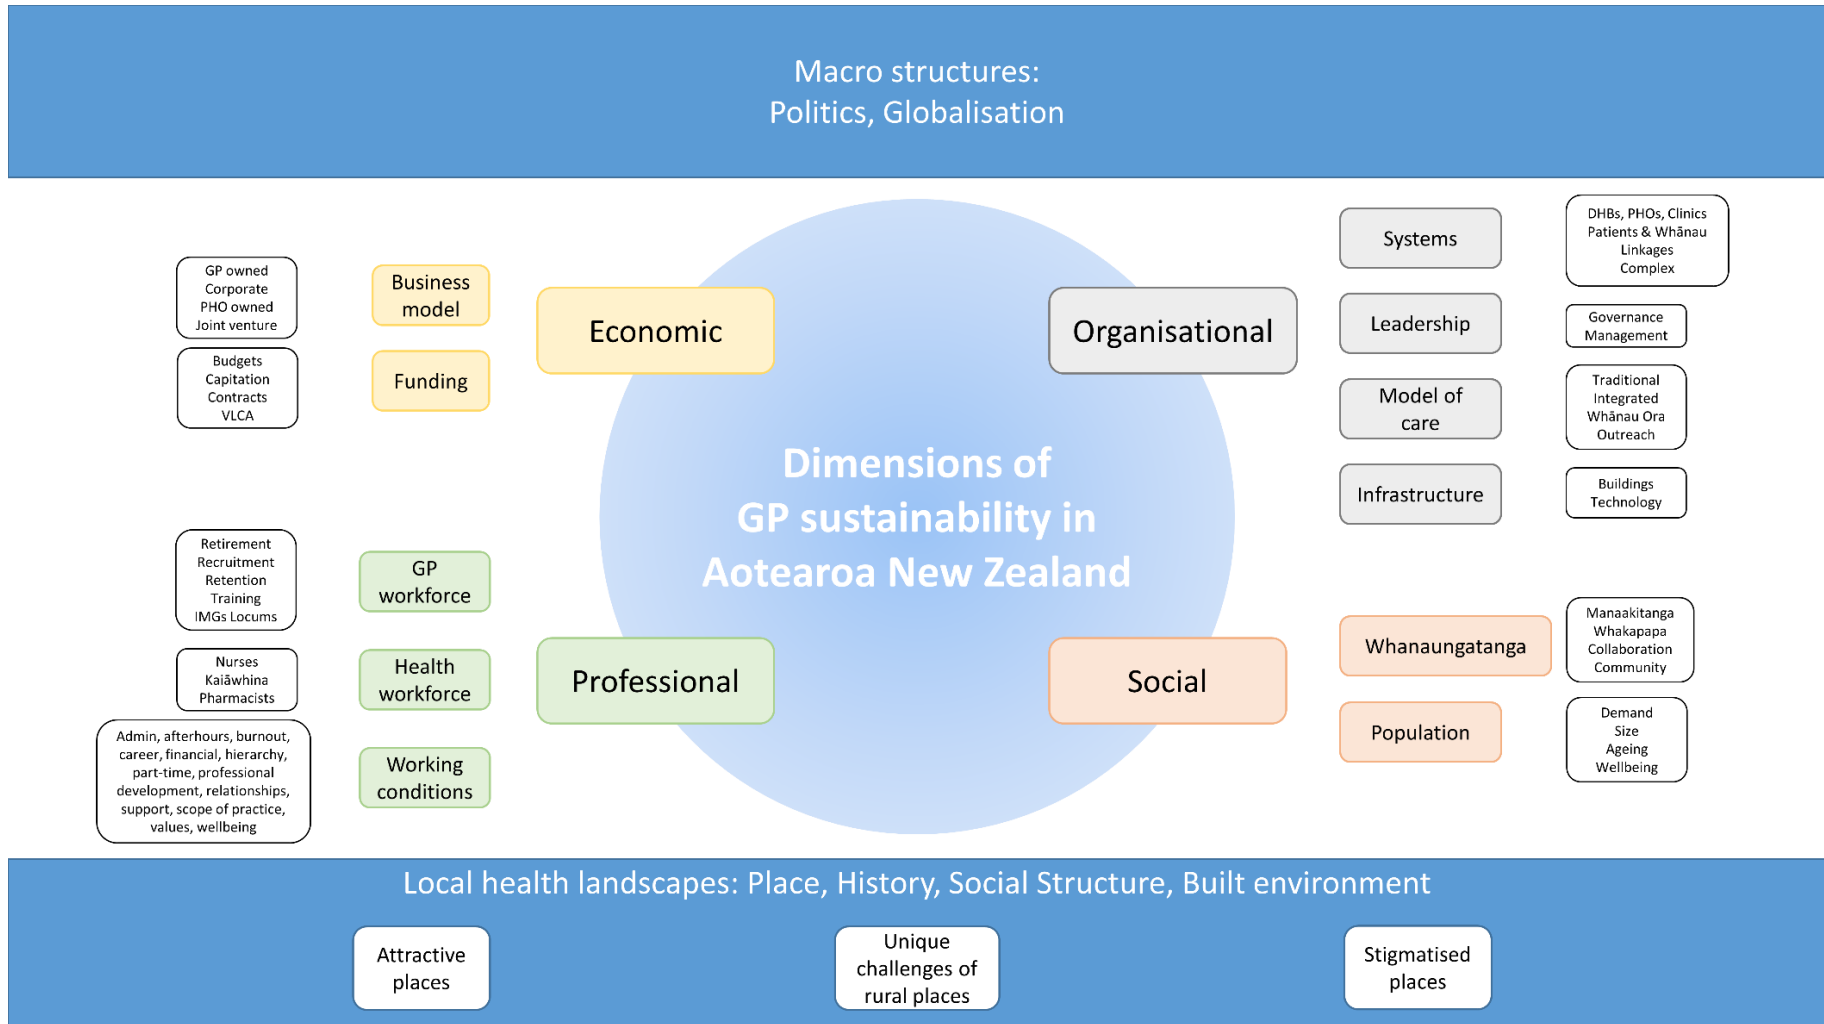 Macro structures:
Politics, Globalisation
GP owned
Corporate
PHO owned
Joint venture
Business
model
Economic
Budgets
Capitation
Contracts
VLCA
Funding
Organisational
Systems
DHBs, PHOs, Clinics
Patients & Whānau
Linkages
Complex
Leadership
Governance
Management
Model of
care
Traditional
Integrated
Whānau Ora
Outreach
Infrastructure
Buildings
Technology
Dimensions of
GP sustainability in
Aotearoa New Zealand
Retirement
Recruitment
Retention
Training
IMGs Locums
GP
workforce
Nurses
Kaiāwhina
Pharmacists
Health
workforce
Professional
Admin, afterhours, burnout,
career, financial, hierarchy,
part-time, professional
development, relationships,
support, scope of practice,
values, wellbeing
Working
conditions
Social
Whanaungatanga
Manaakitanga
Whakapapa
Collaboration
Community
Population
Demand
Size
Ageing
Wellbeing
Local health landscapes: Place, History, Social Structure, Built environment
Attractive
places
Unique
challenges of
rural places
Stigmatised
places